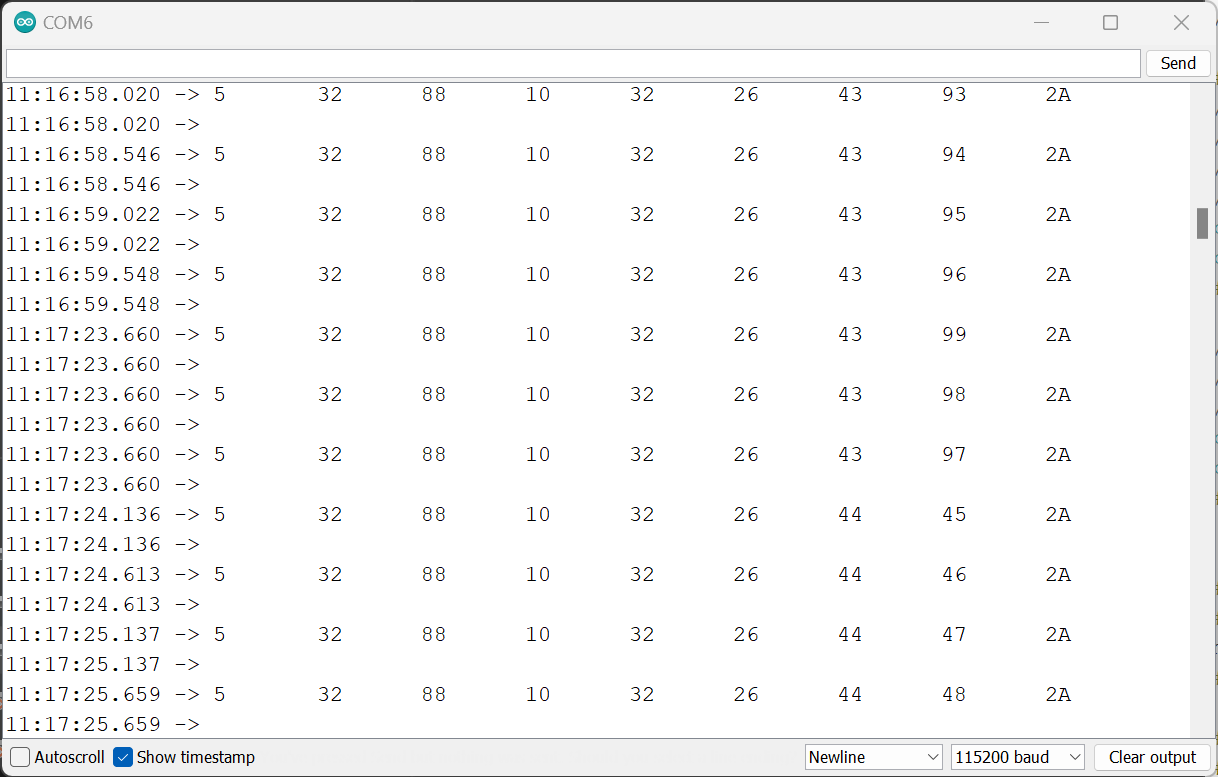 COM6
Send
11:16:58.020 -> 5 32 88 10 32 26 43 93 2A
11:16:58.020 ->
11:16:58.546 -> 5 32 88 10 32 26 43 94 2A
11:16:58.546 ->
11:16:59.022 -> 5 32 88 10 32 26 43 95 2A
11:16:59.022 ->
11:16:59.548 -> 5 32 88 10 32 26 43 96 2A
11:16:59.548 ->
11:17:23.660 -> 5 32 88 10 32 26 43 99 2A
11:17:23.660 ->
11:17:23.660 -> 5 32 88 10 32 26 43 98 2A
11:17:23.660 ->
11:17:23.660 -> 5 32 88 10 32 26 43 97 2A
11:17:23.660 ->
11:17:24.136 -> 5 32 88 10 32 26 44 45 2A
11:17:24.136 ->
11:17:24.613 -> 5 32 88 10 32 26 44 46 2A
11:17:24.613 ->
11:17:25.137 -> 5 32 88 10 32 26 44 47 2A
11:17:25.137 ->
11:17:25.659 -> 5 32 88 10 32 26 44 48 2A
11:17:25.659 ->
Autoscroll Show timestamp Newline 115200 baud Clear output